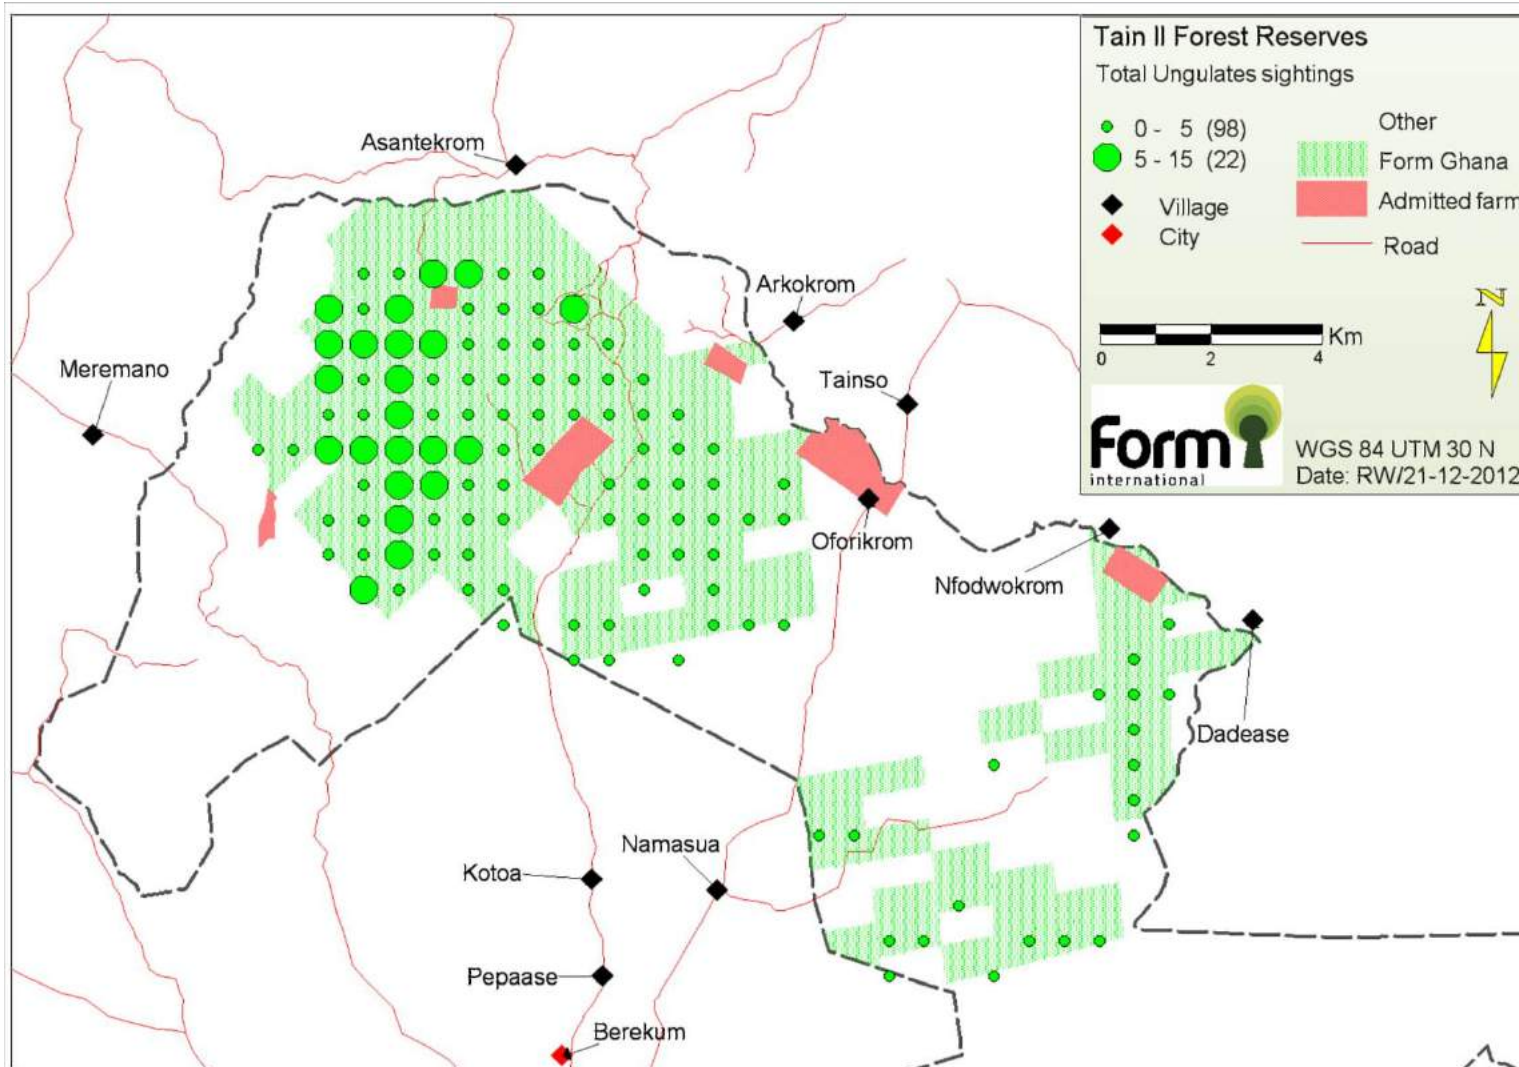 Tain II Forest Reserves
Total Ungulates sightings
0 - 5 (98)
5 - 15 (22)
Village
City
Other
Form Ghana
Admitted farm
Road
N
Km
0 2 4
Form
international
WGS 84 UTM 30 N
Date: RW/21-12-2012
Asantekrom
Arkokrom
Meremano
Tainso
Oforikrom
Nfodwokrom
Dadease
Namasua
Kotoa
Pepaase
Berekum